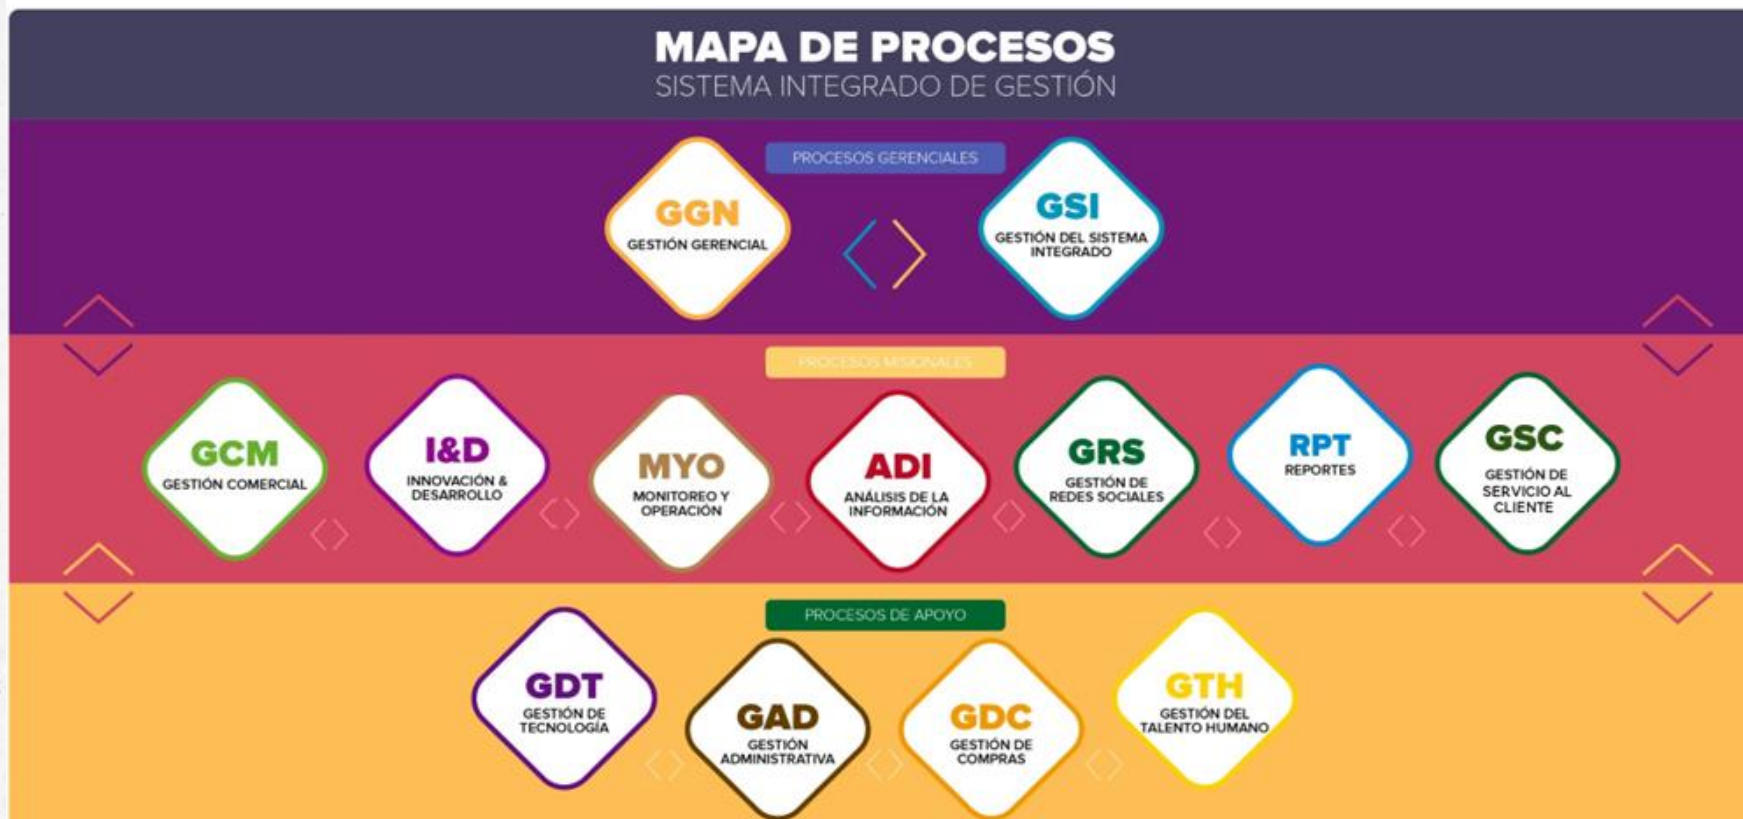 MAPA DE PROCESOS
SISTEMA INTEGRADO DE GESTIÓN
PROCESOS GERENCIALES
GGN
GESTIÓN GERENCIAL
GSI
GESTIÓN DEL SISTEMA
INTEGRADO
PROCESOS MISIONALES
GCM
GESTIÓN COMERCIAL
I&D
INNOVACIÓN &
DESARROLLO
MYO
MONITOREO Y
OPERACIÓN
ADI
ANÁLISIS DE LA
INFORMACIÓN
GRS
GESTIÓN DE
REDES SOCIALES
RPT
REPORTES
GSC
GESTIÓN DE
SERVICIO AL
CLIENTE
PROCESOS DE APOYO
GDT
GESTIÓN DE
TECNOLOGÍA
GAD
GESTIÓN
ADMINISTRATIVA
GDC
GESTIÓN DE
COMPRAS
GTH
GESTIÓN DEL
TALENTO HUMANO